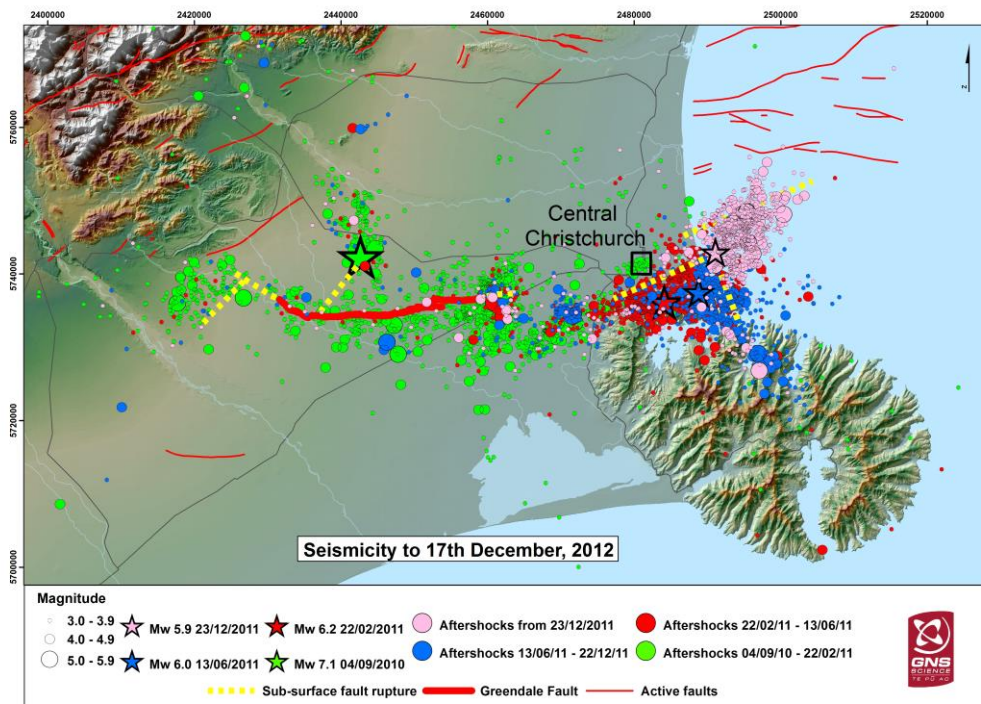 2400000 2420000 2440000 2460000 2480000 2500000 2520000
5760000
5740000
5720000
5700000
z
Central
Christchurch
Seismicity to 17th December, 2012
Magnitude
3.0 - 3.9
4.0 - 4.9
5.0 - 5.9
Mw 5.9 23/12/2011
Mw 6.2 22/02/2011
Aftershocks from 23/12/2011
Aftershocks 22/02/11 - 13/06/11
Mw 6.0 13/06/2011
Mw 7.1 04/09/2010
Aftershocks 13/06/11 - 22/12/11
Aftershocks 04/09/10 - 22/02/11
Sub-surface fault rupture
Greendale Fault
Active faults
GNS
SCIENCE
TE PŪ AO